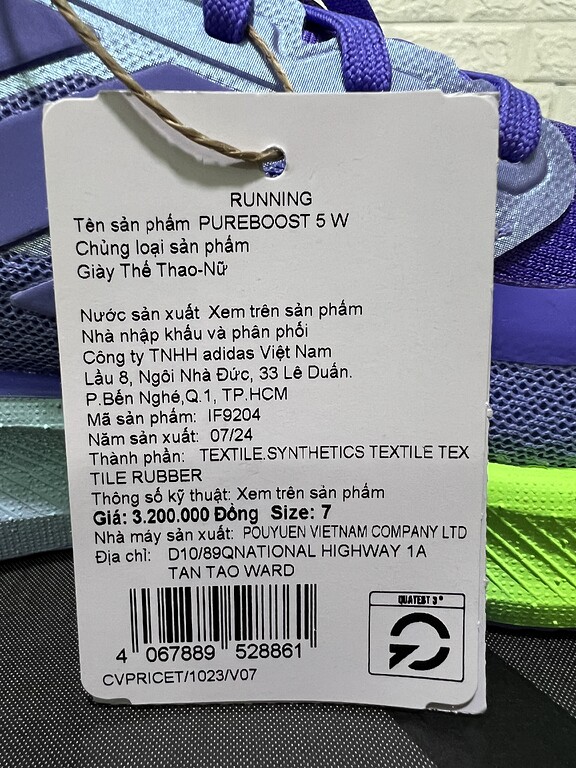 RUNNING
Tên sản phẩm PUREBOOST 5 W
Chủng loại sản phẩm
Giày Thể Thao-Nữ
Nước sản xuất Xem trên sản phẩm
Nhà nhập khẩu và phân phối
Công ty TNHH adidas Việt Nam
Lầu 8, Ngôi Nhà Đức, 33 Lê Duẩn.
P.Bến Nghé,Q.1, TP.HCM
Mã sản phẩm: IF9204
Năm sản xuất: 07/24
Thành phần: TEXTILE.SYNTHETICS TEXTILE TEX
TILE RUBBER
Thông số kỹ thuật: Xem trên sản phẩm
Giá: 3.200.000 Đồng Size: 7
Nhà máy sản xuất: POUYUEN VIETNAM COMPANY LTD
Địa chỉ: D10/89QNATIONAL HIGHWAY 1A
TAN TAO WARD
QUATEST 3®
4 067889 528861
CVPRICET/1023/V07